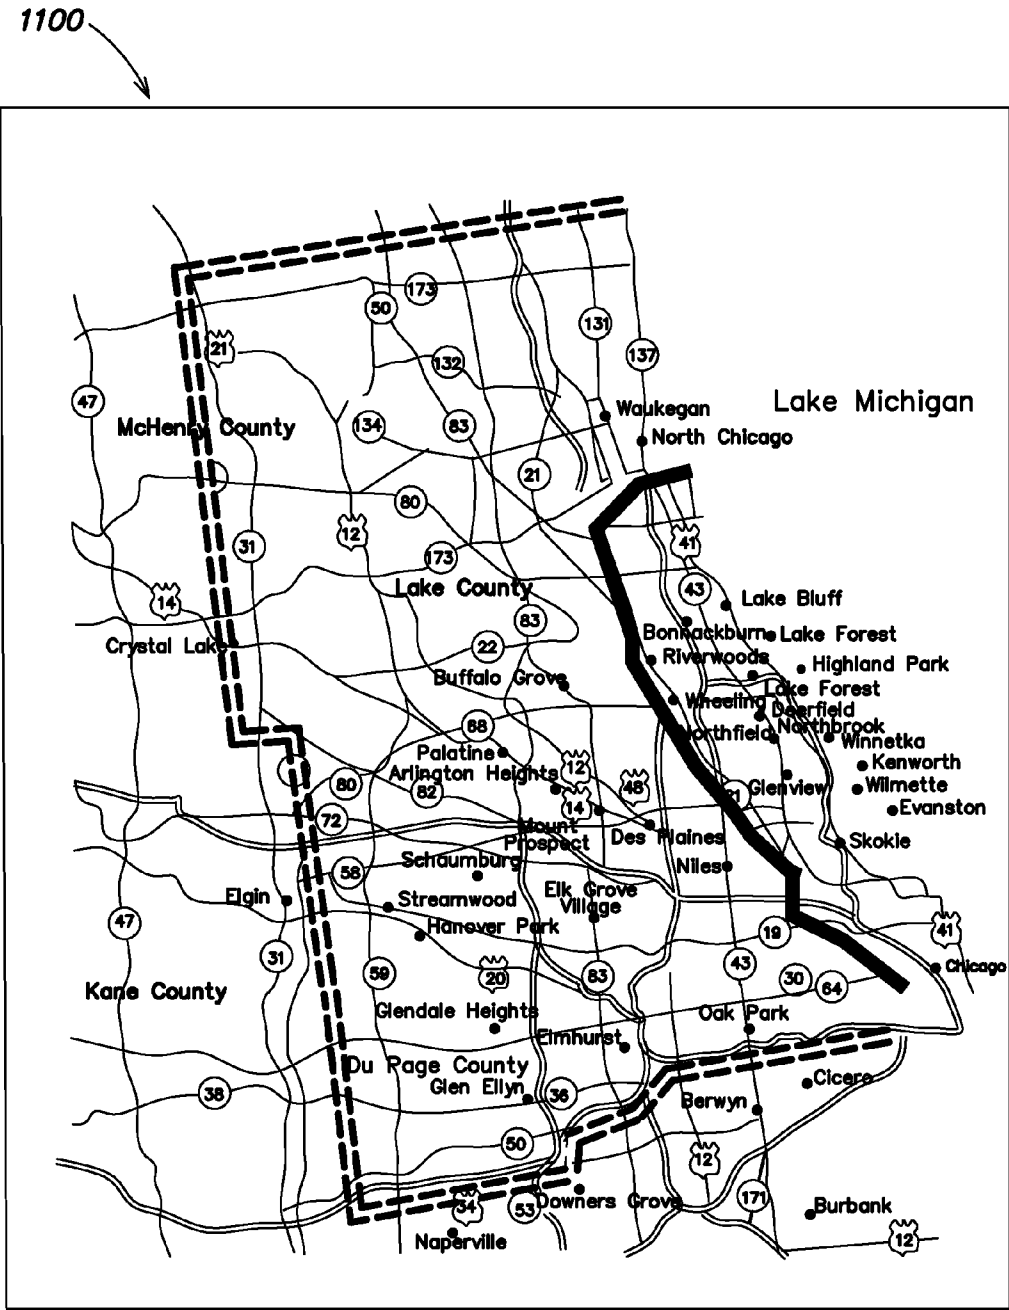 1100
173
50
131
21
132
137
47
Lake Michigan
Waukegan
McHenry County
134
83
North Chicago
21
80
12
31
41
173
Lake County
43
14
Lake Bluff
83
Bonnackburn
Lake Forest
Crystal Lake
22
Riverwoods
Highland Park
Buffalo Grove
Lake Forest
Wheeling
Deerfield
68
Northfield
Northbrook
Winnetka
Palatine
12
Kenworth
Arlington Heights
80
62
48
Glenview
Wilmette
14
21
Evanston
72
Mount
Prospect
Des Plaines
Skokie
Schaumburg
58
Niles
Elgin
Streamwood
Elk Grove
Village
47
Hanover Park
19
41
31
59
20
83
43
30
64
Chicago
Kane County
Glendale Heights
Oak Park
Elmhurst
Du Page County
38
Glen Ellyn
36
Cicero
Berwyn
50
12
34
53
Downers Grove
171
Burbank
Naperville
12